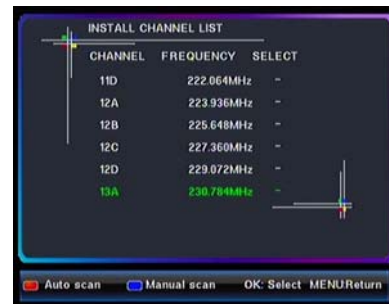 INSTALL CHANNEL LIST
CHANNEL FREQUENCY SELECT
11D 222.064MHz -
12A 223.936MHz -
12B 225.648MHz -
12C 227.360MHz -
12D 229.072MHz -
13A 230.784MHz -
Auto scan Manual scan OK: Select MENU:Return